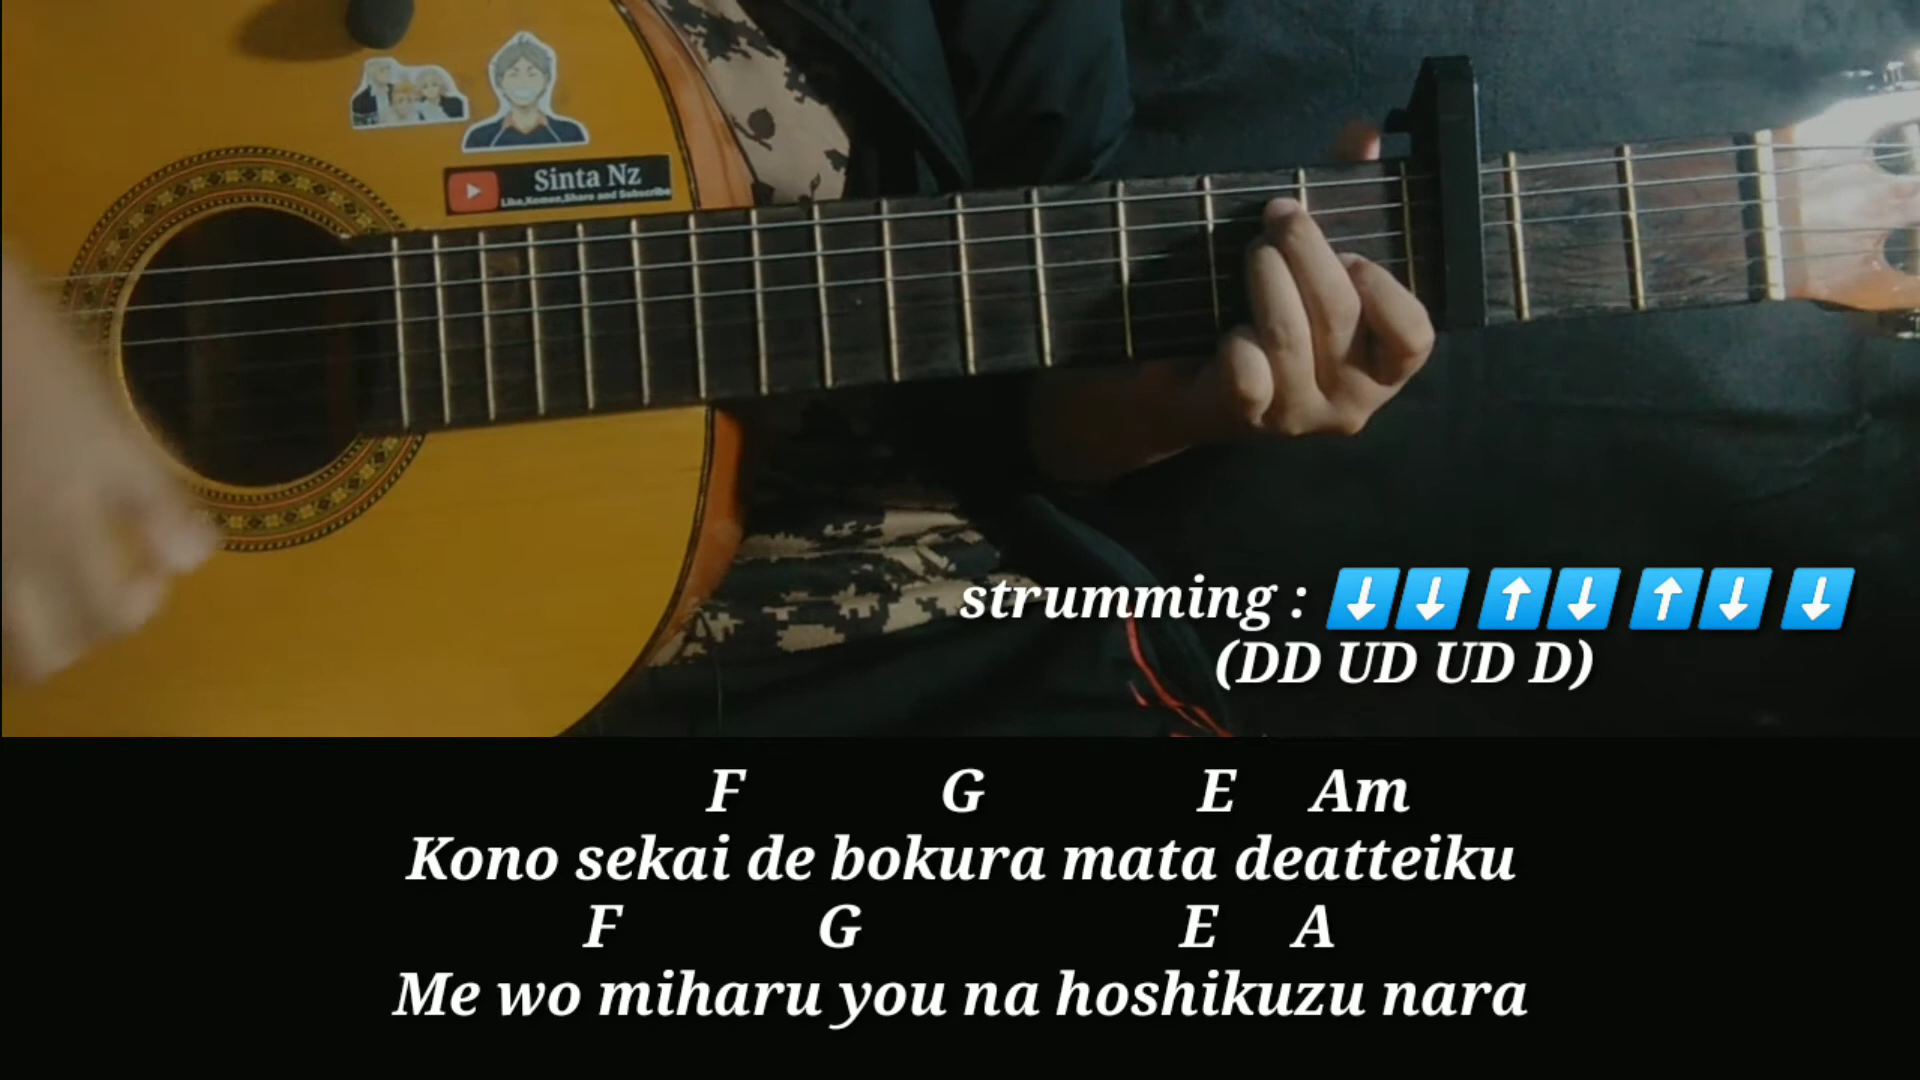 Sinta Nz
Like,Komen,Share and Subscribe
strumming : ⬇️⬇️ ⬆️⬇️ ⬆️⬇️ ⬇️
(DD UD UD D)
F G E Am
Kono sekai de bokura mata deatteiku
F G E A
Me wo miharu you na hoshikuzu nara